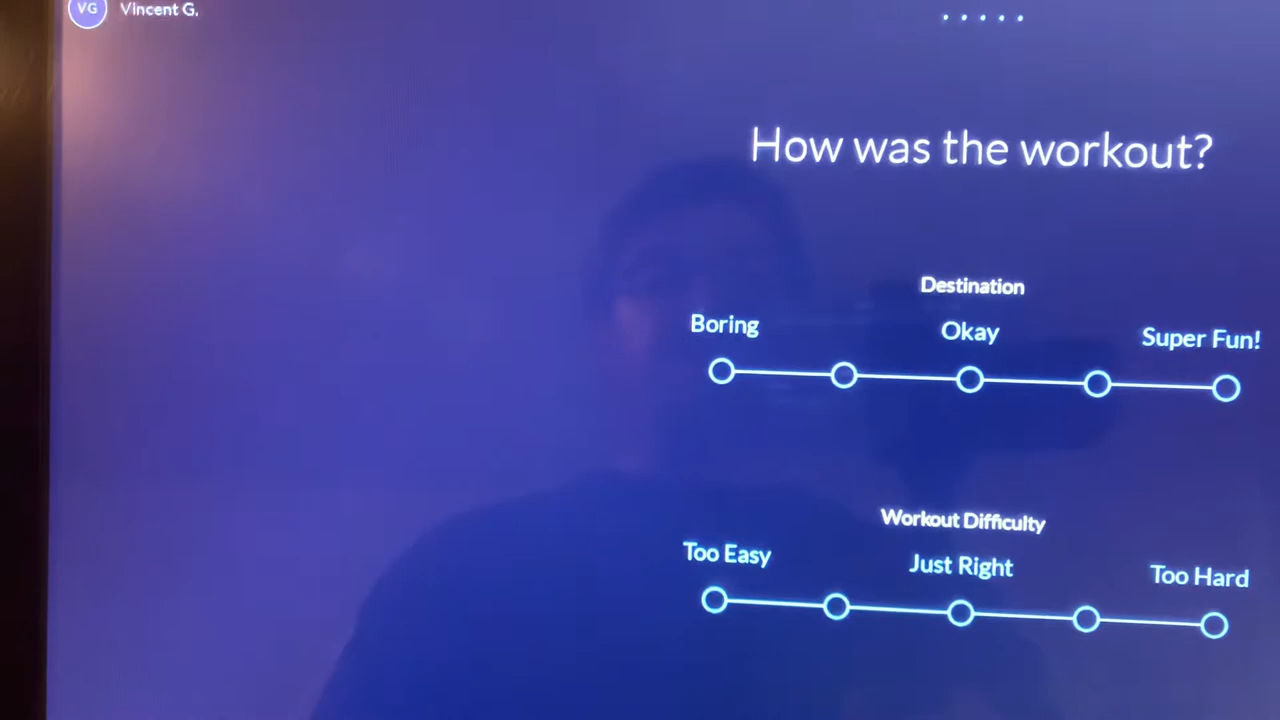 VG Vincent G.
How was the workout?
Destination
Boring Okay Super Fun!
Workout Difficulty
Too Easy Just Right Too Hard